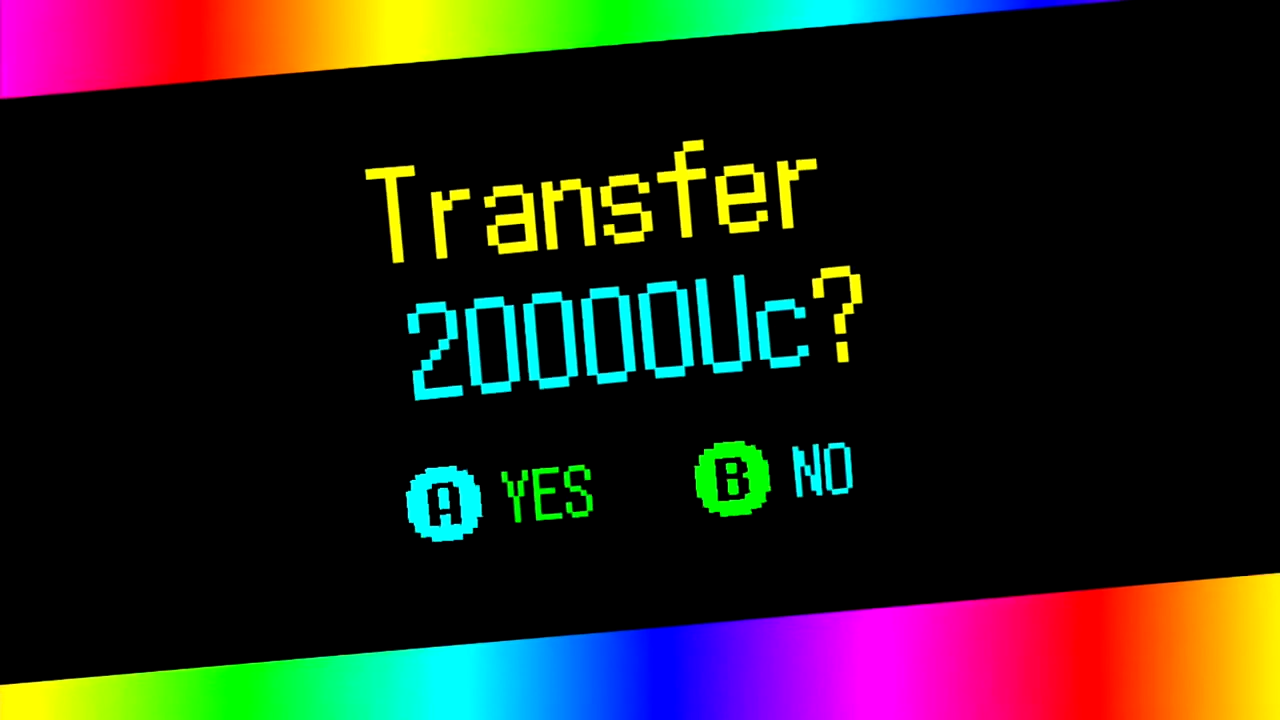 Transfer
20000Uc?
A YES B NO